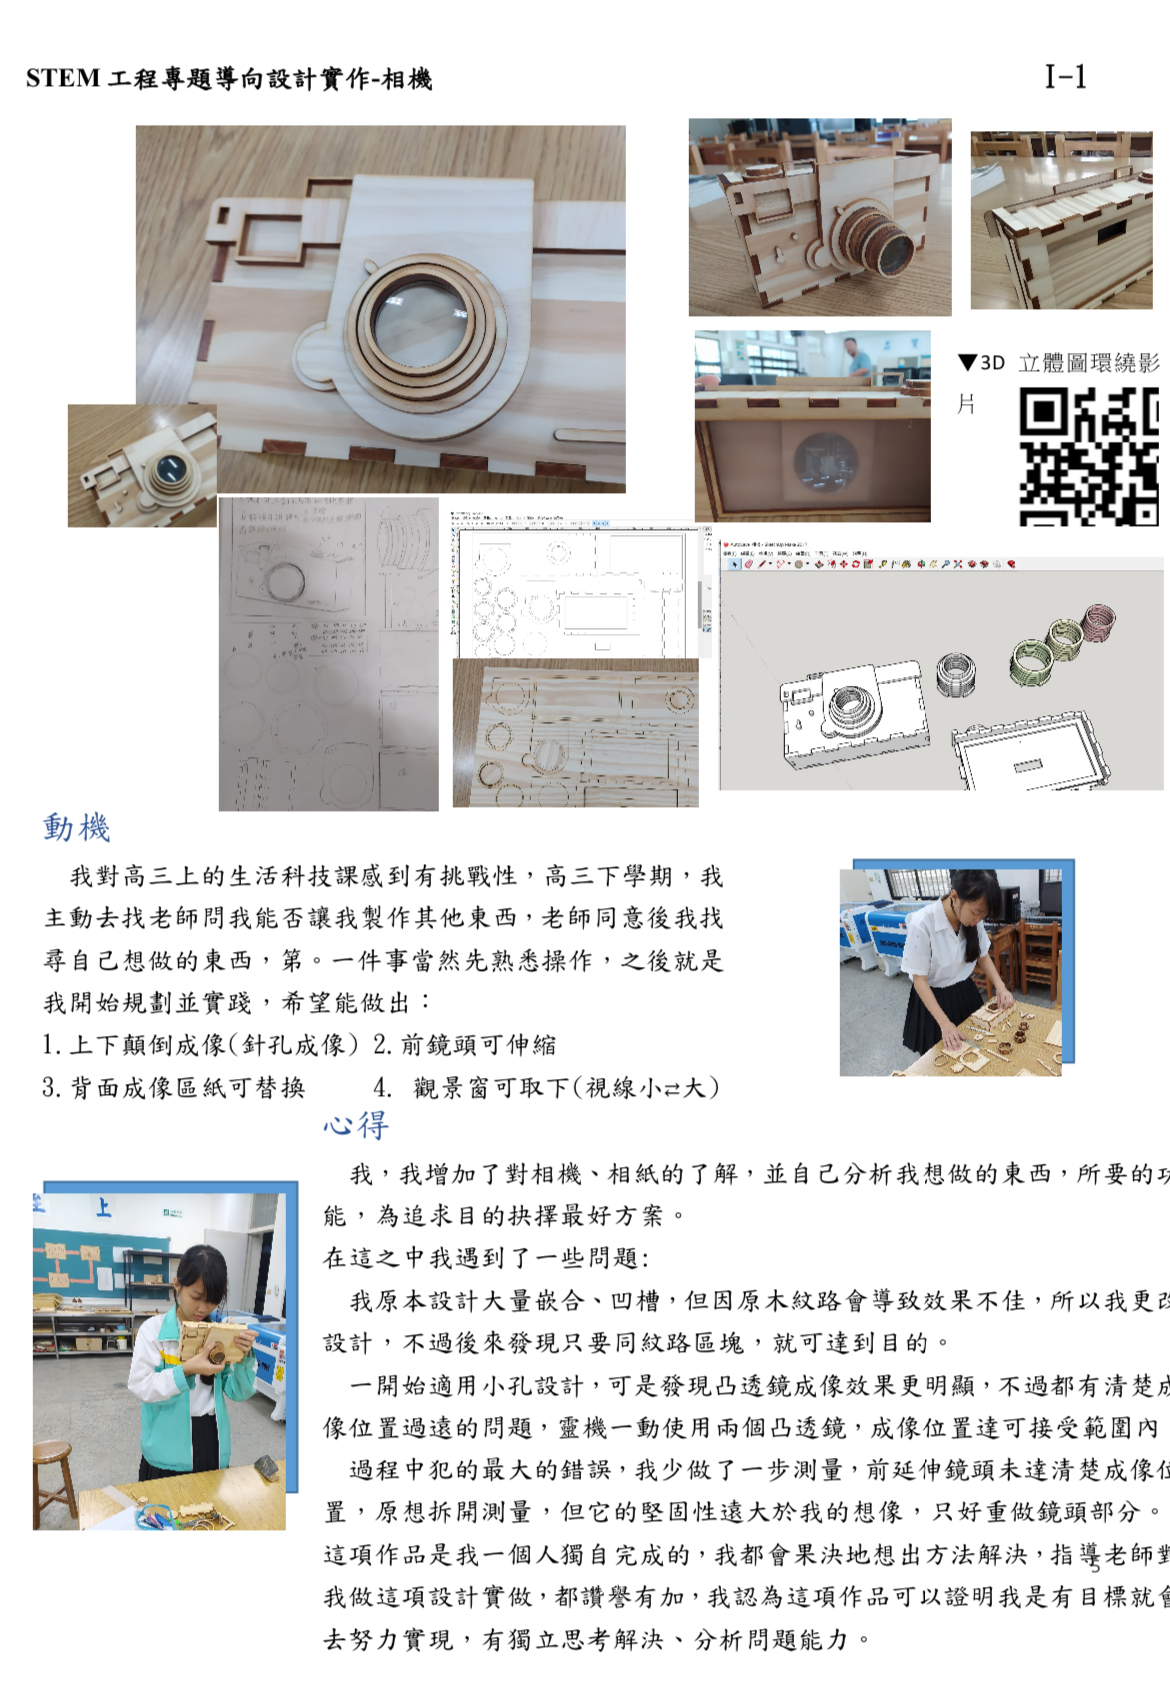 STEM 工程專題導向設計實作-相機
I-1
▼3D 立體圖環繞影
片
動機
我對高三上的生活科技課感到有挑戰性，高三下學期，我
主動去找老師問我能否讓我製作其他東西，老師同意後我找
尋自己想做的東西，第。一件事當然先熟悉操作，之後就是
我開始規劃並實踐，希望能做出：
1.上下顛倒成像(針孔成像) 2.前鏡頭可伸縮
3.背面成像區紙可替換 4. 觀景窗可取下(視線小⇄大)
心得
我，我增加了對相機、相紙的了解，並自己分析我想做的東西，所要的功
能，為追求目的抉擇最好方案。
在這之中我遇到了一些問題:
我原本設計大量嵌合、凹槽，但因原木紋路會導致效果不佳，所以我更改
設計，不過後來發現只要同紋路區塊，就可達到目的。
一開始適用小孔設計，可是發現凸透鏡成像效果更明顯，不過都有清楚成
像位置過遠的問題，靈機一動使用兩個凸透鏡，成像位置達可接受範圍內
過程中犯的最大的錯誤，我少做了一步測量，前延伸鏡頭未達清楚成像位
置，原想拆開測量，但它的堅固性遠大於我的想像，只好重做鏡頭部分。
這項作品是我一個人獨自完成的，我都會果決地想出方法解決，指導老師對
5
我做這項設計實做，都讚譽有加，我認為這項作品可以證明我是有目標就會
去努力實現，有獨立思考解決、分析問題能力。
至 上